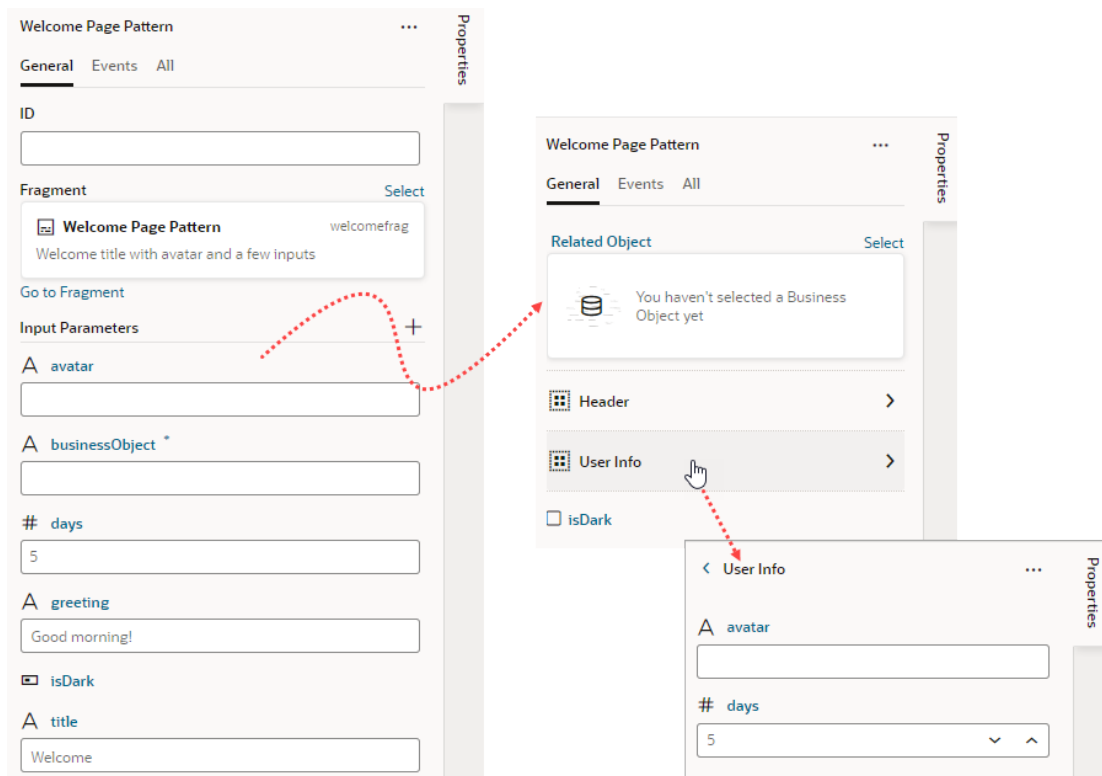 Welcome Page Pattern
...
Properties
General Events All
ID
Fragment Select
Welcome Page Pattern welcomefrag
Welcome title with avatar and a few inputs
Go to Fragment
Input Parameters +
A avatar
A businessObject *
# days
5
A greeting
Good morning!
isDark
A title
Welcome
Welcome Page Pattern
...
Properties
General Events All
Related Object Select
You haven't selected a Business
Object yet
Header
User Info
isDark
User Info
...
Properties
A avatar
# days
5